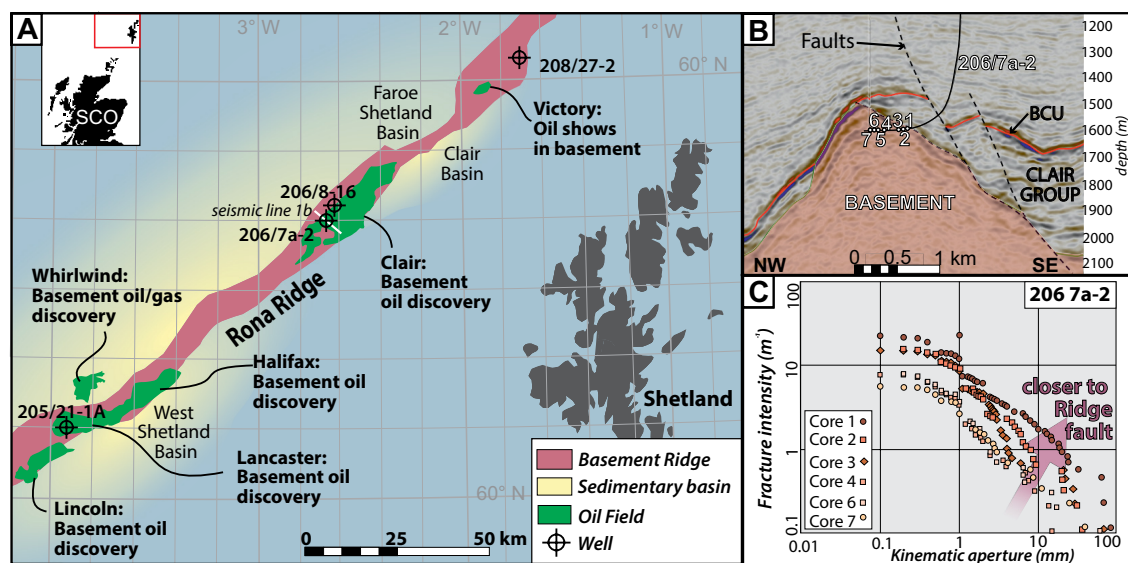 A
SCO
3°W
2°W
1°W
60° N
208/27-2
Victory:
Oil shows
in basement
Faroe
Shetland
Basin
Clair
Basin
206/8-16
seismic line 1b
206/7a-2
Clair:
Basement
oil discovery
Whirlwind:
Basement oil/gas
discovery
Rona Ridge
Halifax:
Basement oil
discovery
Shetland
205/21-1A
West
Shetland
Basin
Lancaster:
Basement oil
discovery
Lincoln:
Basement oil
discovery
60° N
Basement Ridge
Sedimentary basin
Oil Field
Well
0 25 50 km
B
Faults
206/7a-2
BCU
6 4 3 1
7 5 2
CLAIR
GROUP
BASEMENT
NW
SE
0 0.5 1 km
1200
1300
1400
1500
1600
1700
1800
1900
2000
2100
depth (m)
C
206 7a-2
closer to
Ridge
fault
Core 1
Core 2
Core 3
Core 4
Core 6
Core 7
Fracture Intensity (m⁻¹)
100
10
1
0.1
0.01 0.1 1 10 100
Kinematic aperture (mm)